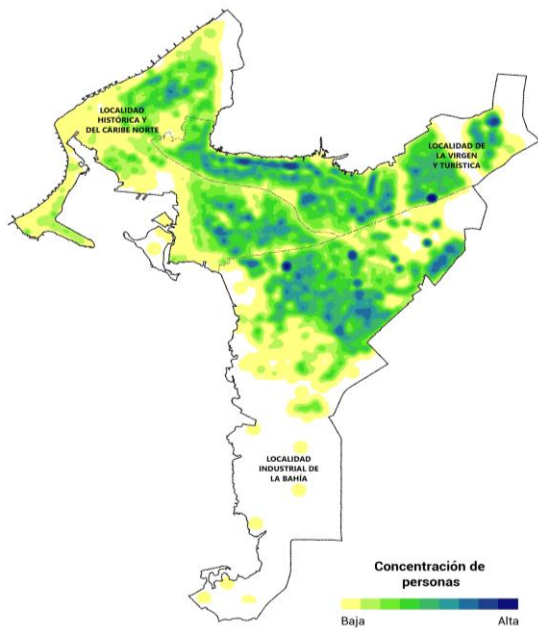 LOCALIDAD
HISTÓRICA Y
DEL CARIBE NORTE
LOCALIDAD DE
LA VIRGEN
Y TURÍSTICA
LOCALIDAD
INDUSTRIAL DE
LA BAHÍA
Concentración de
personas
Baja
Alta